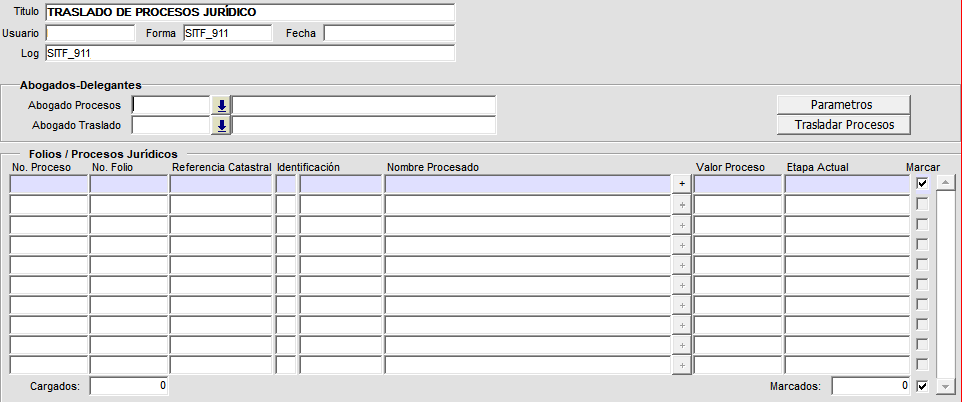 Titulo TRASLADO DE PROCESOS JURÍDICO
Usuario Forma SITF_911 Fecha
Log SITF_911
Abogados-Delegantes
Abogado Procesos Parametros
Abogado Traslado Trasladar Procesos
Folios / Procesos Jurídicos
No. Proceso No. Folio Referencia Catastral Identificación Nombre Procesado Valor Proceso Etapa Actual Marcar
+
+
+
+
+
+
+
+
+
+
Cargados: 0 Marcados: 0